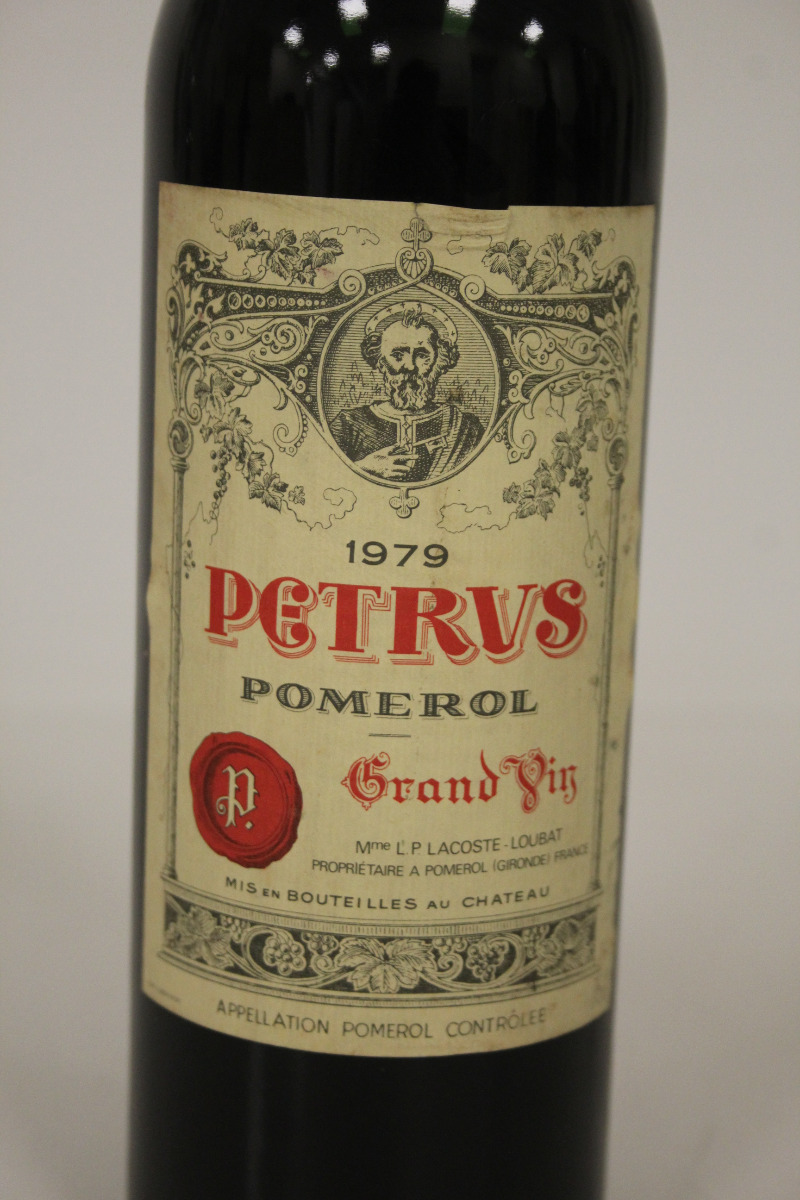 1979
PETRVS
POMEROL
Grand Vin
P.
Mme L.P. LACOSTE-LOUBAT
PROPRIÉTAIRE A POMEROL (GIRONDE) FRANCE
MIS EN BOUTEILLES AU CHATEAU
APPELLATION POMEROL CONTRÔLÉE